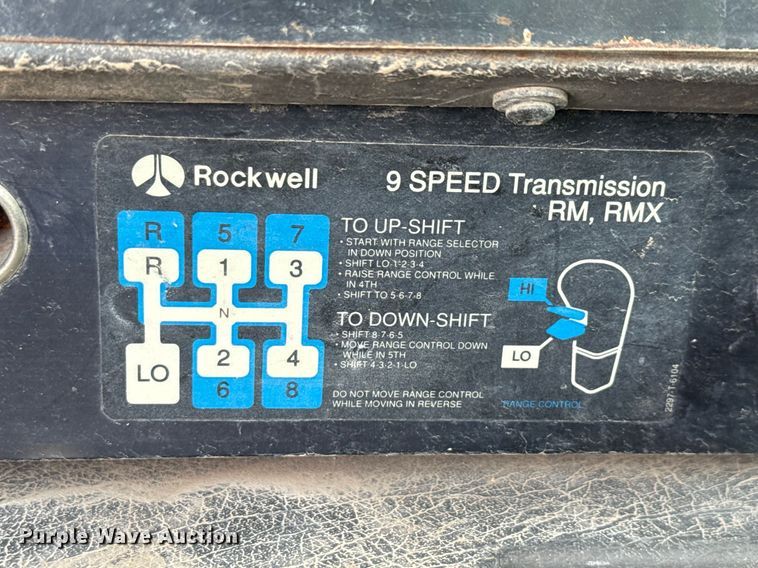 Rockwell
9 SPEED Transmission
RM, RMX
R 5 7
R 1 3
N
LO 2 4
6 8
TO UP-SHIFT
• START WITH RANGE SELECTOR
IN DOWN POSITION
• SHIFT LO-1-2-3-4
• RAISE RANGE CONTROL WHILE
IN 4TH
• SHIFT TO 5-6-7-8
TO DOWN-SHIFT
• SHIFT 8-7-6-5
• MOVE RANGE CONTROL DOWN
WHILE IN 5TH
• SHIFT 4-3-2-1-LO
DO NOT MOVE RANGE CONTROL
WHILE MOVING IN REVERSE
HI
LO
RANGE CONTROL
2297-T-6104
Purple Wave Auction